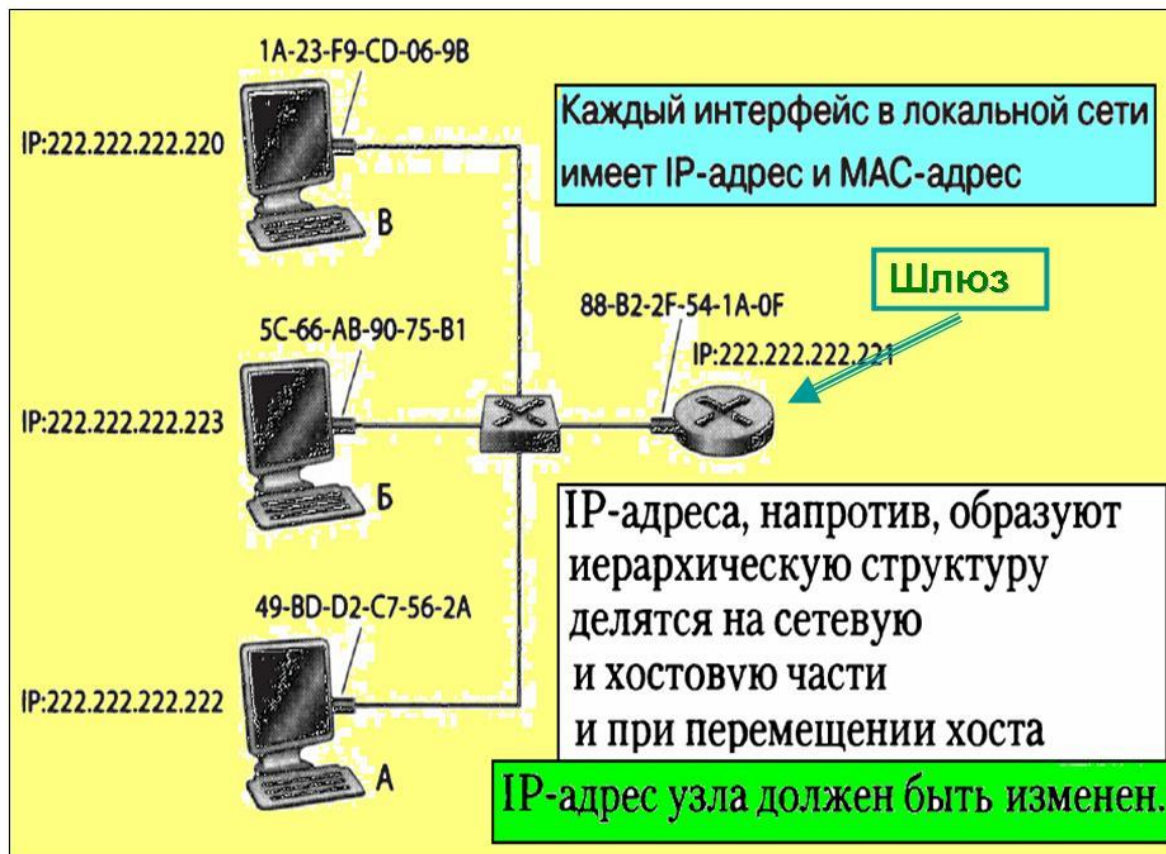 1A-23-F9-CD-06-9B
IP:222.222.222.220
В
Каждый интерфейс в локальной сети
имеет IP-адрес и MAC-адрес
Шлюз
88-B2-2F-54-1A-0F
IP:222.222.222.221
5C-66-AB-90-75-B1
IP:222.222.222.223
Б
49-BD-D2-C7-56-2A
IP:222.222.222.222
А
IP-адреса, напротив, образуют
иерархическую структуру
делятся на сетевую
и хостовую части
и при перемещении хоста
IP-адрес узла должен быть изменен.